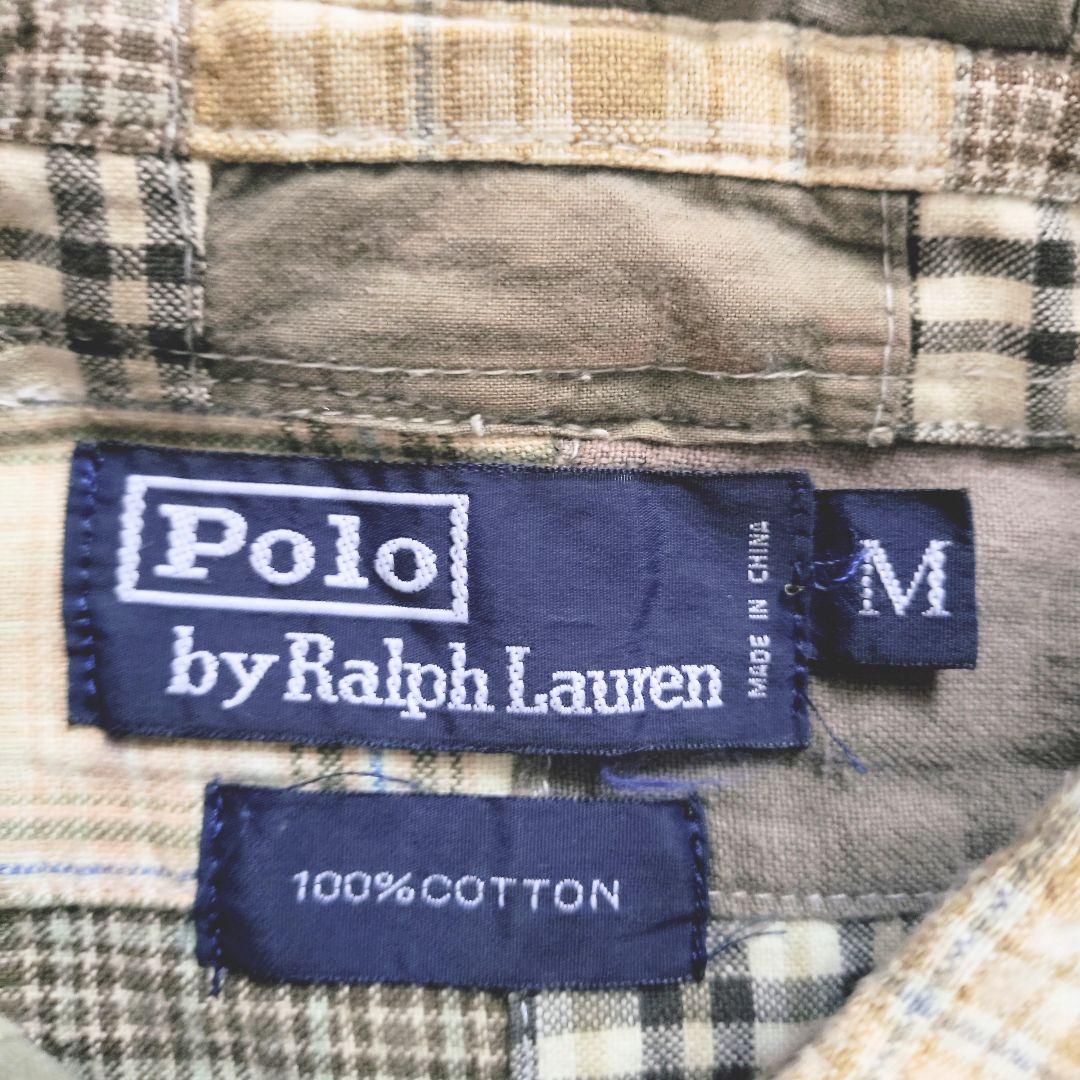 Polo
by Ralph Lauren
MADE IN CHINA
M
100% COTTON